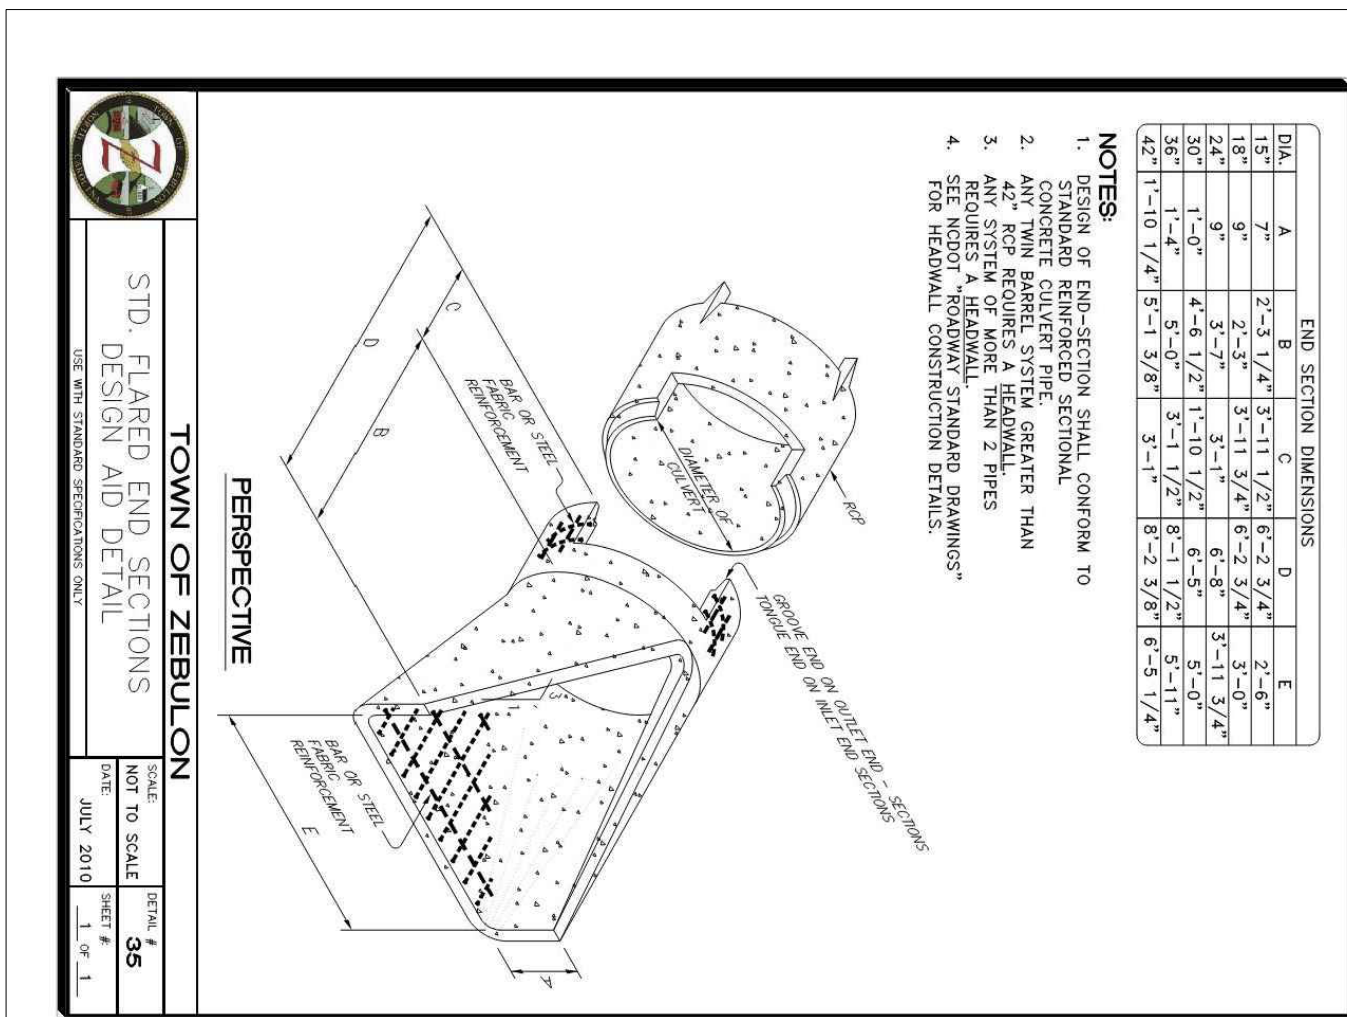 END SECTION DIMENSIONS
DIA. A B C D E
15" 7" 2'-3 1/4" 3'-11 1/2" 6'-2 3/4" 2'-6"
18" 9" 2'-3" 3'-11 3/4" 6'-2 3/4" 3'-0"
24" 9" 3'-7" 3'-1" 6'-8" 3'-11 3/4"
30" 1'-0" 4'-6 1/2" 1'-10 1/2" 6'-5" 5'-0"
36" 1'-4" 5'-0" 3'-1 1/2" 8'-1 1/2" 5'-11"
42" 1'-10 1/4" 5'-1 3/8" 3'-1" 8'-2 3/8" 6'-5 1/4"
NOTES:
1. DESIGN OF END-SECTION SHALL CONFORM TO
STANDARD REINFORCED SECTIONAL
CONCRETE CULVERT PIPE.
2. ANY TWIN BARREL SYSTEM GREATER THAN
42" RCP REQUIRES A HEADWALL.
3. ANY SYSTEM OF MORE THAN 2 PIPES
REQUIRES A HEADWALL.
4. SEE NCDOT "ROADWAY STANDARD DRAWINGS"
FOR HEADWALL CONSTRUCTION DETAILS.
RCP
DIAMETER OF
CULVERT
GROOVE END ON OUTLET END - SECTIONS
TONGUE END ON INLET END SECTIONS
BAR OR STEEL
FABRIC
REINFORCEMENT
C
D
B
3
1
BAR OR STEEL
FABRIC
REINFORCEMENT
E
A
PERSPECTIVE
TOWN OF ZEBULON
STD. FLARED END SECTIONS
DESIGN AID DETAIL
USE WITH STANDARD SPECIFICATIONS ONLY
SCALE:
NOT TO SCALE
DETAIL #
35
DATE:
JULY 2010
SHEET #:
1 OF 1
Z